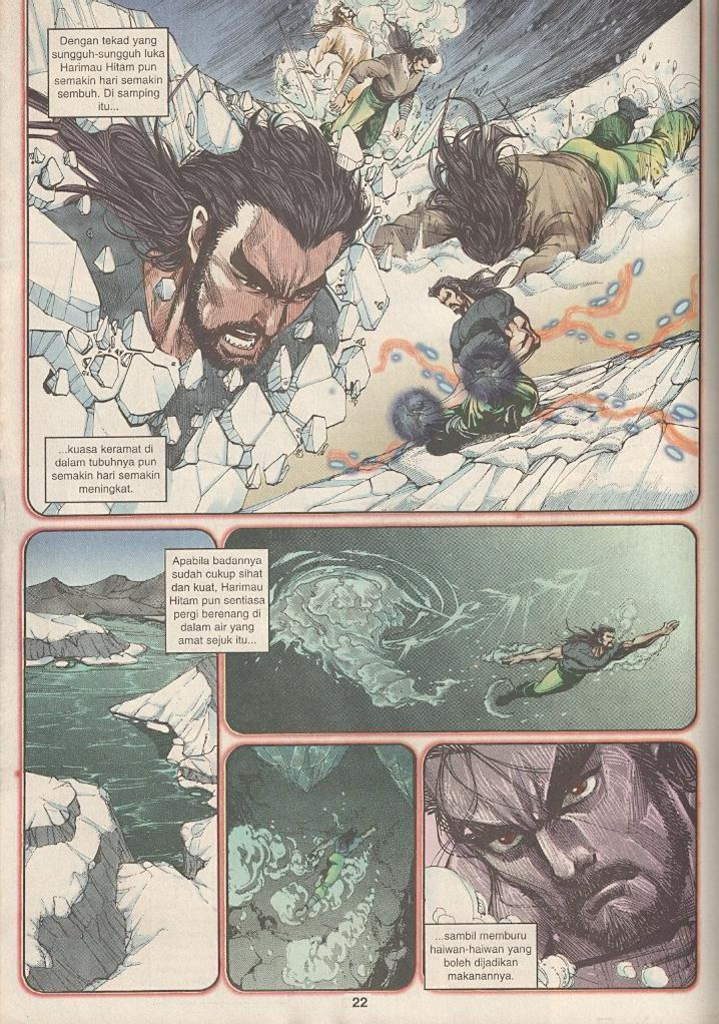 Dengan tekad yang
sungguh-sungguh luka
Harimau Hitam pun
semakin hari semakin
sembuh. Di samping
itu...
...kuasa keramat di
dalam tubuhnya pun
semakin hari semakin
meningkat.
Apabila badannya
sudah cukup sihat
dan kuat, Harimau
Hitam pun sentiasa
pergi berenang di
dalam air yang
amat sejuk itu...
...sambil memburu
haiwan-haiwan yang
boleh dijadikan
makanannya.
22